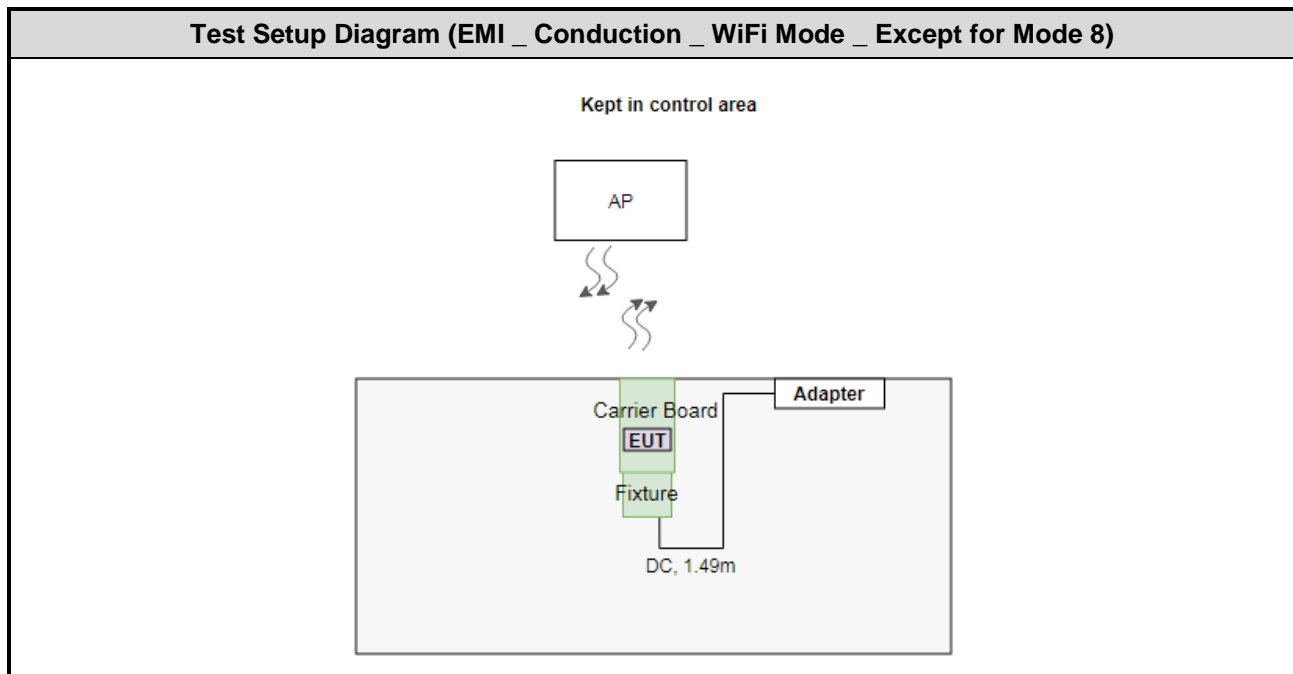 Test Setup Diagram (EMI _ Conduction _ WiFi Mode _ Except for Mode 8)
Kept in control area
AP
Adapter
Carrier Board
EUT
Fixture
DC, 1.49m